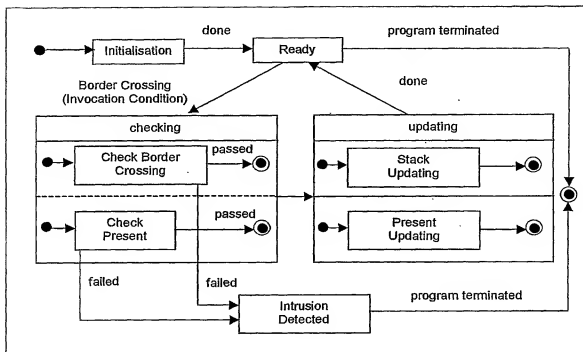 done
program terminated
Initialisation
Ready
Border Crossing
(Invocation Condition)
done
checking
updating
Check Border
Crossing
passed
Stack
Updating
Check
Present
passed
Present
Updating
failed
failed
Intrusion
Detected
program terminated